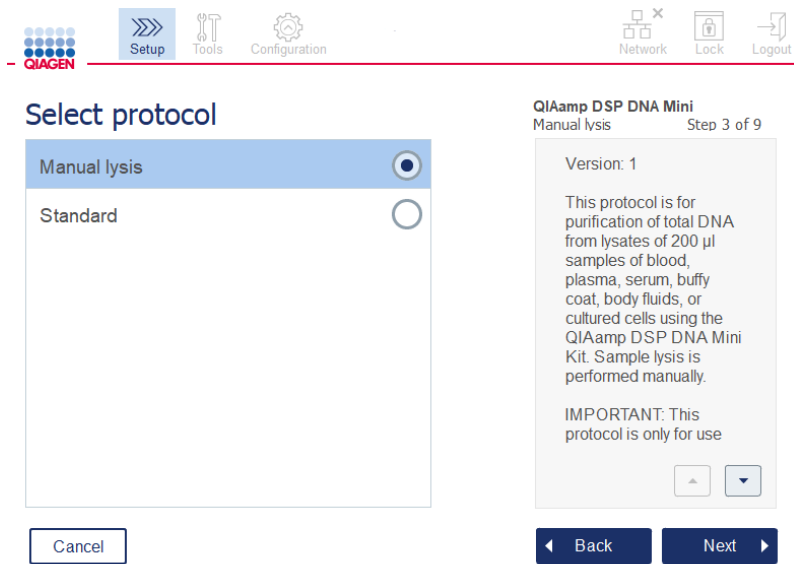 Setup
Tools
Configuration
Network
Lock
Logout
QIAGEN
Select protocol
Manual lysis
Standard
QIAamp DSP DNA Mini
Manual lysis Step 3 of 9
Version: 1
This protocol is for
purification of total DNA
from lysates of 200 µl
samples of blood,
plasma, serum, buffy
coat, body fluids, or
cultured cells using the
QIAamp DSP DNA Mini
Kit. Sample lysis is
performed manually.
IMPORTANT: This
protocol is only for use
Cancel
Back
Next